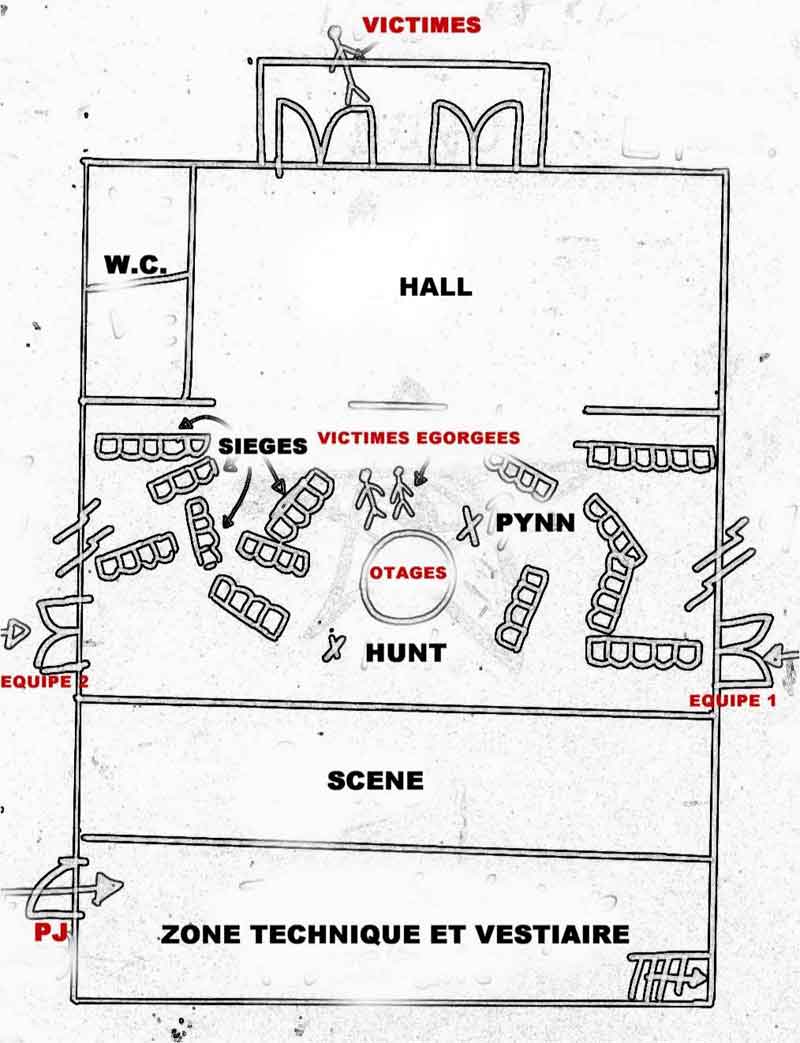 VICTIMES
W.C.
HALL
SIEGES
VICTIMES EGORGEES
PYNN
OTAGES
HUNT
EQUIPE 2
EQUIPE 1
SCENE
PJ
ZONE TECHNIQUE ET VESTIAIRE